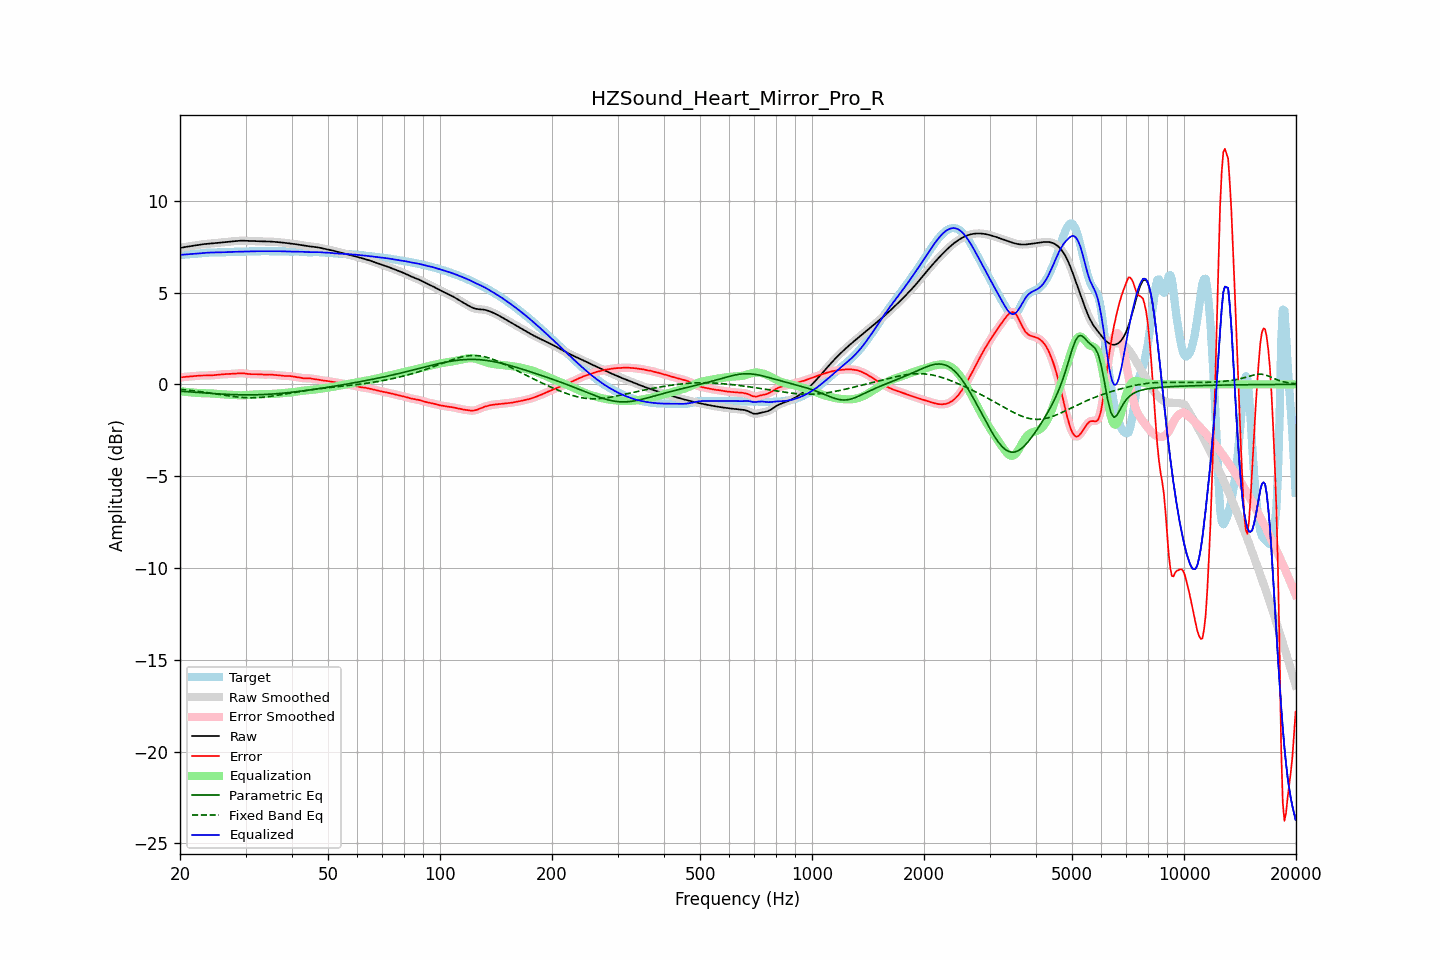 HZSound_Heart_Mirror_Pro_R
Amplitude (dBr)
10
5
0
−5
−10
−15
−20
−25
Target
Raw Smoothed
Error Smoothed
Raw
Error
Equalization
Parametric Eq
Fixed Band Eq
Equalized
20 50 100 200 500 1000 2000 5000 10000 20000
Frequency (Hz)